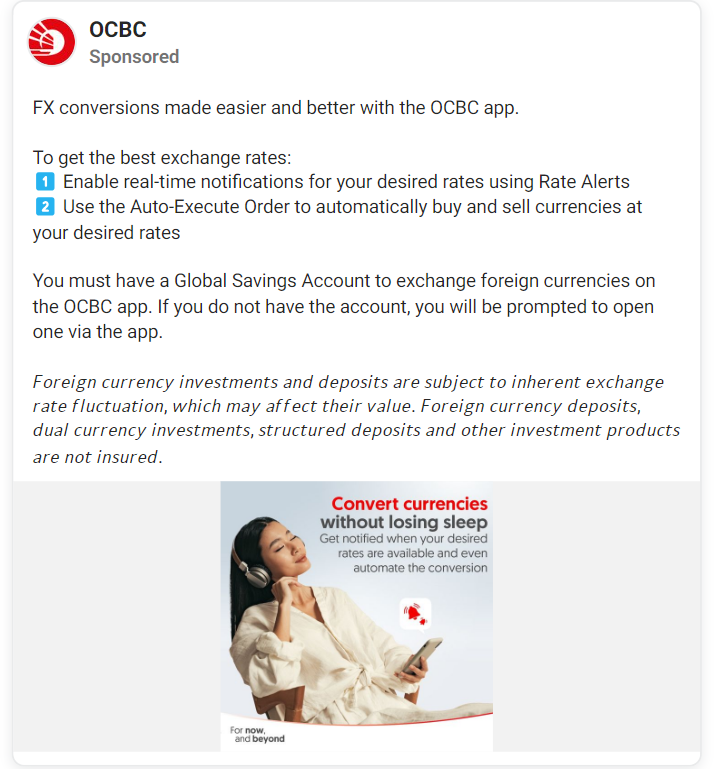 OCBC
Sponsored
FX conversions made easier and better with the OCBC app.
To get the best exchange rates:
1 Enable real-time notifications for your desired rates using Rate Alerts
2 Use the Auto-Execute Order to automatically buy and sell currencies at
your desired rates
You must have a Global Savings Account to exchange foreign currencies on
the OCBC app. If you do not have the account, you will be prompted to open
one via the app.
Foreign currency investments and deposits are subject to inherent exchange
rate fluctuation, which may affect their value. Foreign currency deposits,
dual currency investments, structured deposits and other investment products
are not insured.
Convert currencies
without losing sleep
Get notified when your desired
rates are available and even
automate the conversion
For now,
and beyond